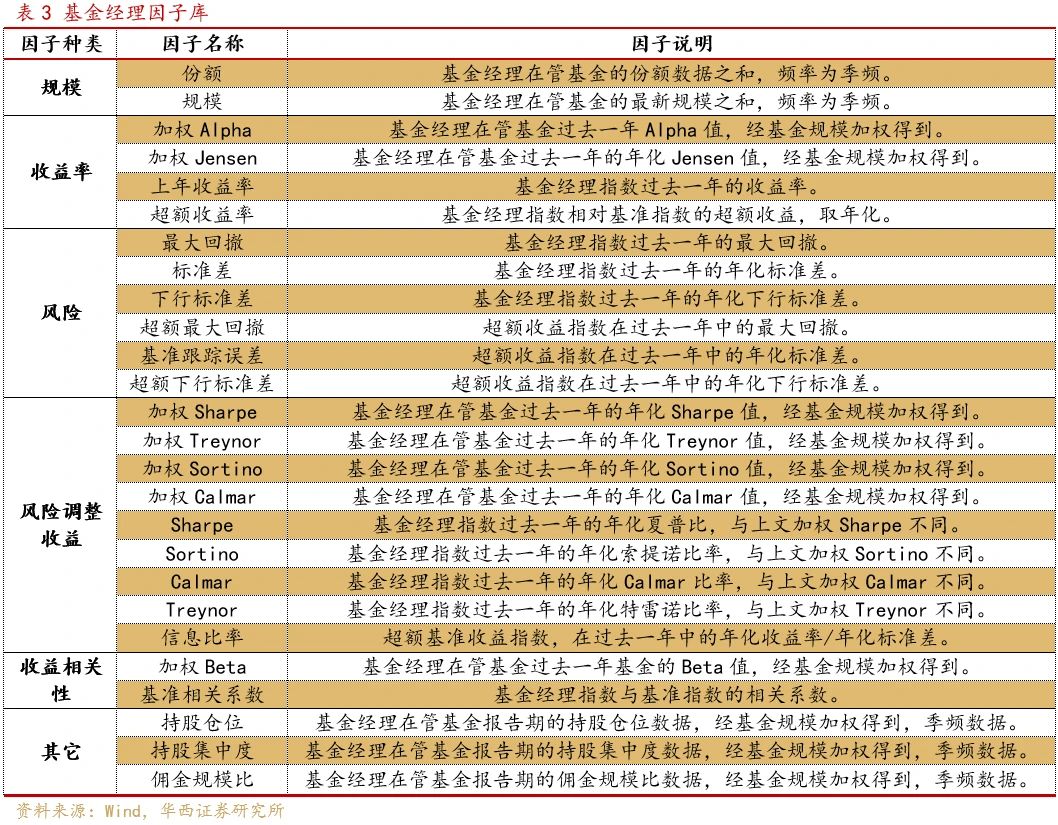 表 3 基金经理因子库
因子种类 因子名称 因子说明
规模 份额 基金经理在管基金的份额数据之和，频率为季频。
规模 基金经理在管基金的最新规模之和，频率为季频。
收益率 加权 Alpha 基金经理在管基金过去一年 Alpha 值，经基金规模加权得到。
加权 Jensen 基金经理在管基金过去一年的年化 Jensen 值，经基金规模加权得到。
上年收益率 基金经理指数过去一年的收益率。
超额收益率 基金经理指数相对基准指数的超额收益，取年化。
风险 最大回撤 基金经理指数过去一年的最大回撤。
标准差 基金经理指数过去一年的年化标准差。
下行标准差 基金经理指数过去一年的年化下行标准差。
超额最大回撤 超额收益指数在过去一年中的最大回撤。
基准跟踪误差 超额收益指数在过去一年中的年化标准差。
超额下行标准差 超额收益指数在过去一年中的年化下行标准差。
风险调整
收益 加权 Sharpe 基金经理在管基金过去一年的年化 Sharpe 值，经基金规模加权得到。
加权 Treynor 基金经理在管基金过去一年的年化 Treynor 值，经基金规模加权得到。
加权 Sortino 基金经理在管基金过去一年的年化 Sortino 值，经基金规模加权得到。
加权 Calmar 基金经理在管基金过去一年的年化 Calmar 值，经基金规模加权得到。
Sharpe 基金经理指数过去一年的年化夏普比，与上文加权 Sharpe 不同。
Sortino 基金经理指数过去一年的年化索提诺比率，与上文加权 Sortino 不同。
Calmar 基金经理指数过去一年的年化 Calmar 比率，与上文加权 Calmar 不同。
Treynor 基金经理指数过去一年的年化特雷诺比率，与上文加权 Treynor 不同。
信息比率 超额基准收益指数，在过去一年中的年化收益率/年化标准差。
收益相关
性 加权 Beta 基金经理在管基金过去一年基金的 Beta 值，经基金规模加权得到。
基准相关系数 基金经理指数与基准指数的相关系数。
其它 持股仓位 基金经理在管基金报告期的持股仓位数据，经基金规模加权得到，季频数据。
持股集中度 基金经理在管基金报告期的持股集中度数据，经基金规模加权得到，季频数据。
佣金规模比 基金经理在管基金报告期的佣金规模比数据，经基金规模加权得到，季频数据。
资料来源：Wind，华西证券研究所